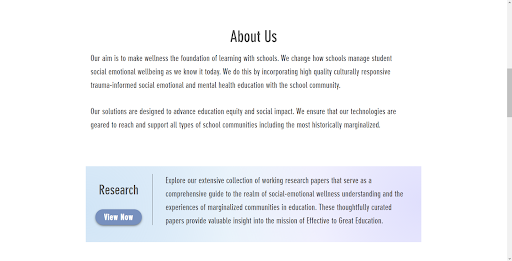 About Us
Our aim is to make wellness the foundation of learning with schools. We change how schools manage student
social emotional wellbeing as we know it today. We do this by incorporating high quality culturally responsive
trauma-informed social emotional and mental health education with the school community.
Our solutions are designed to advance education equity and social impact. We ensure that our technologies are
geared to reach and support all types of school communities including the most historically marginalized.
Research
View Now
Explore our extensive collection of working research papers that serve as a
comprehensive guide to the realm of social-emotional wellness understanding and the
experiences of marginalized communities in education. These thoughtfully curated
papers provide valuable insight into the mission of Effective to Great Education.